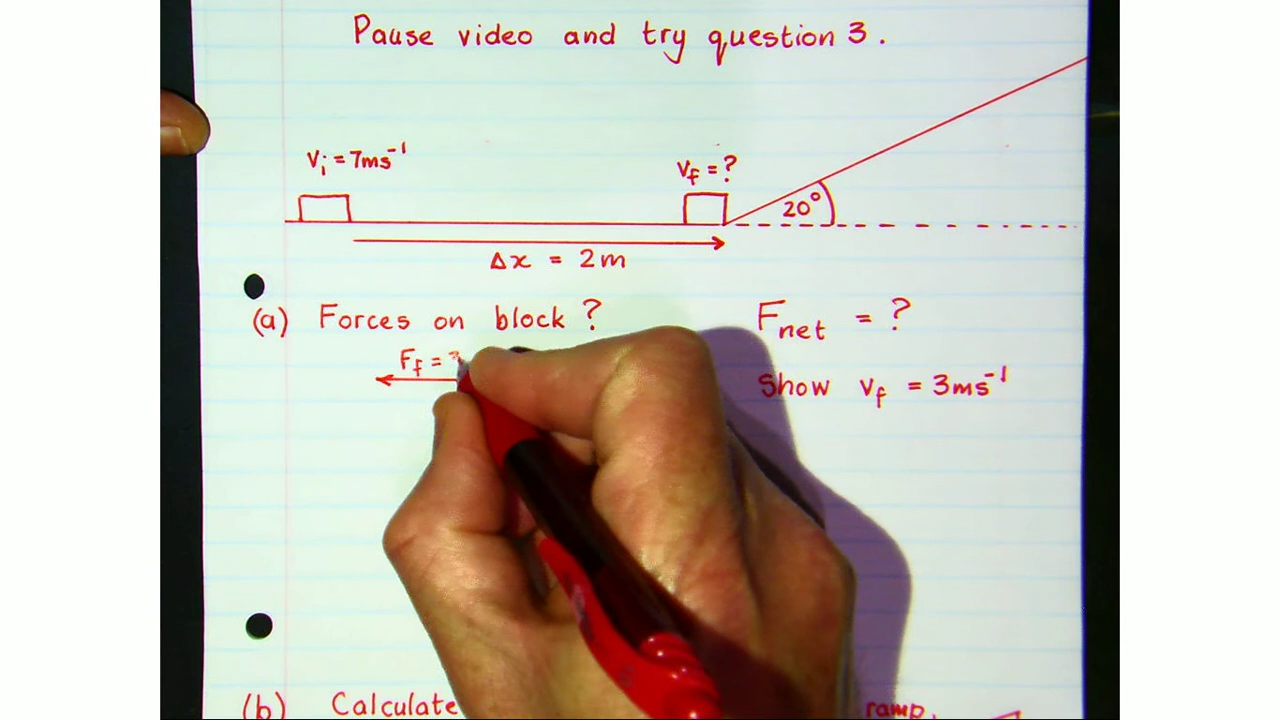 Pause video and try question 3.
vi = 7ms⁻¹
vf = ?
20°
Δx = 2m
(a) Forces on block ?
Fnet = ?
Ff =
Show vf = 3ms⁻¹
(b) Calculate
ramp.